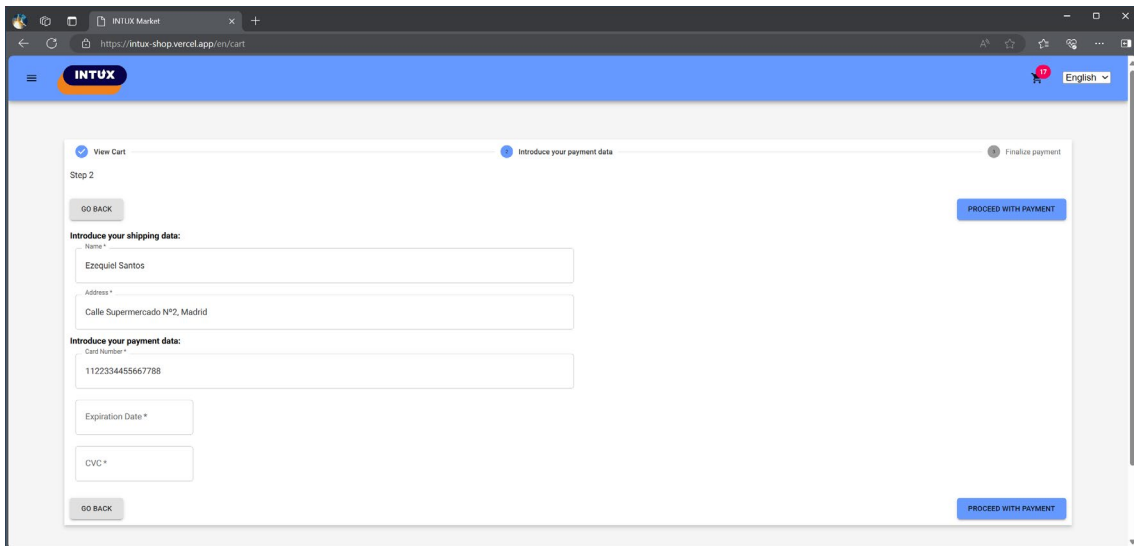 INTUX Market
https://intux-shop.vercel.app/en/cart
INTUX
17
English
View Cart
2 Introduce your payment data
3 Finalize payment
Step 2
GO BACK
PROCEED WITH PAYMENT
Introduce your shipping data:
Name *
Ezequiel Santos
Address *
Calle Supermercado Nº2, Madrid
Introduce your payment data:
Card Number *
1122334455667788
Expiration Date *
CVC *
GO BACK
PROCEED WITH PAYMENT